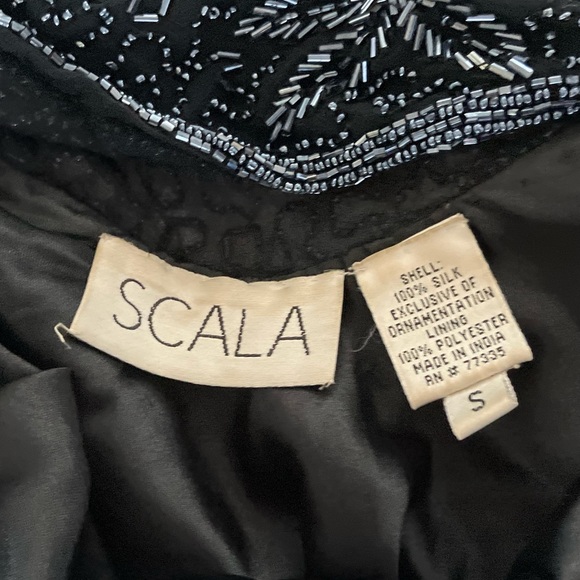 SCALA
SHELL:
100% SILK
EXCLUSIVE OF
ORNAMENTATION
LINING
100% POLYESTER
MADE IN INDIA
RN # 77335
S